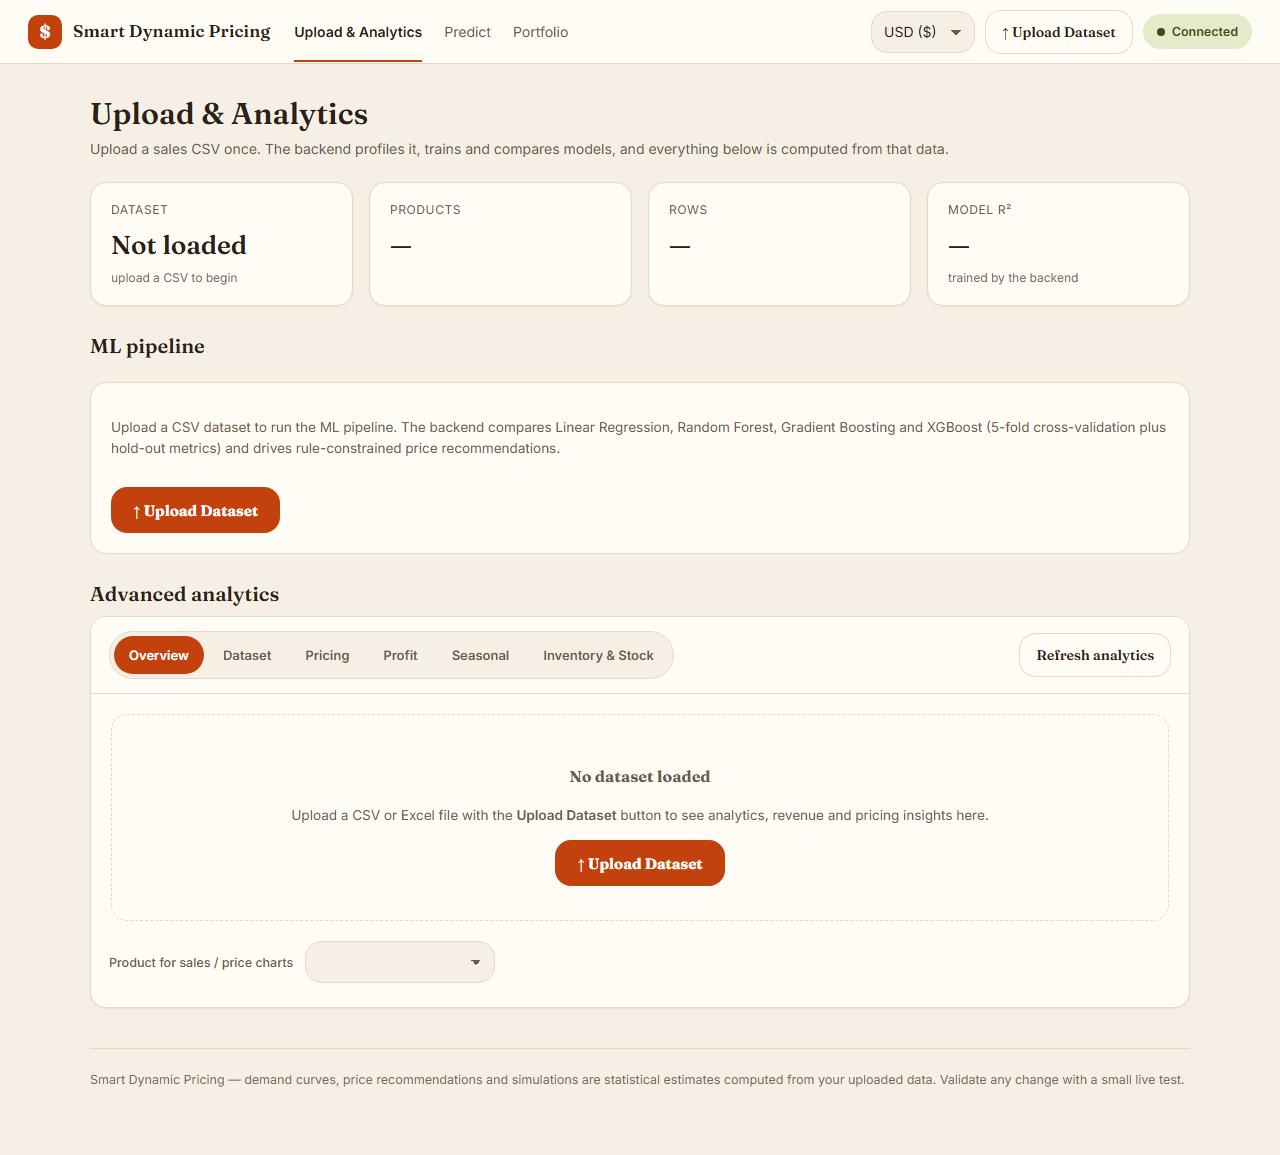 $ Smart Dynamic Pricing Upload & Analytics Predict Portfolio USD ($) ↑ Upload Dataset Connected
Upload & Analytics
Upload a sales CSV once. The backend profiles it, trains and compares models, and everything below is computed from that data.
DATASET
Not loaded
upload a CSV to begin
PRODUCTS
—
ROWS
—
MODEL R²
—
trained by the backend
ML pipeline
Upload a CSV dataset to run the ML pipeline. The backend compares Linear Regression, Random Forest, Gradient Boosting and XGBoost (5-fold cross-validation plus
hold-out metrics) and drives rule-constrained price recommendations.
↑ Upload Dataset
Advanced analytics
Overview Dataset Pricing Profit Seasonal Inventory & Stock Refresh analytics
No dataset loaded
Upload a CSV or Excel file with the Upload Dataset button to see analytics, revenue and pricing insights here.
↑ Upload Dataset
Product for sales / price charts
Smart Dynamic Pricing — demand curves, price recommendations and simulations are statistical estimates computed from your uploaded data. Validate any change with a small live test.